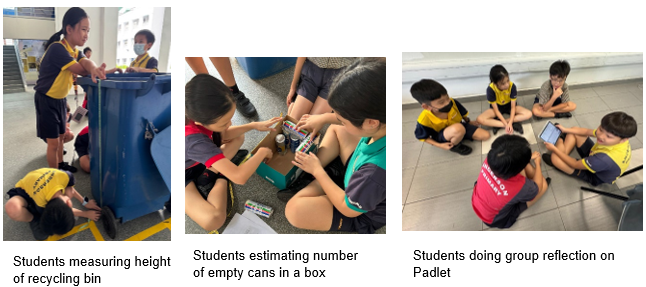 Students measuring height
of recycling bin
Students estimating number
of empty cans in a box
Students doing group reflection on
Padlet